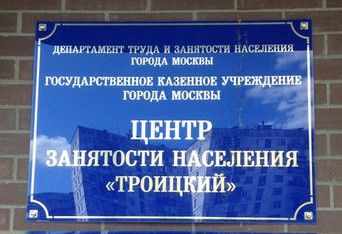 ДЕПАРТАМЕНТ ТРУДА И ЗАНЯТОСТИ НАСЕЛЕНИЯ
ГОРОДА МОСКВЫ
ГОСУДАРСТВЕННОЕ КАЗЕННОЕ УЧРЕЖДЕНИЕ
ГОРОДА МОСКВЫ
ЦЕНТР
ЗАНЯТОСТИ НАСЕЛЕНИЯ
«ТРОИЦКИЙ»